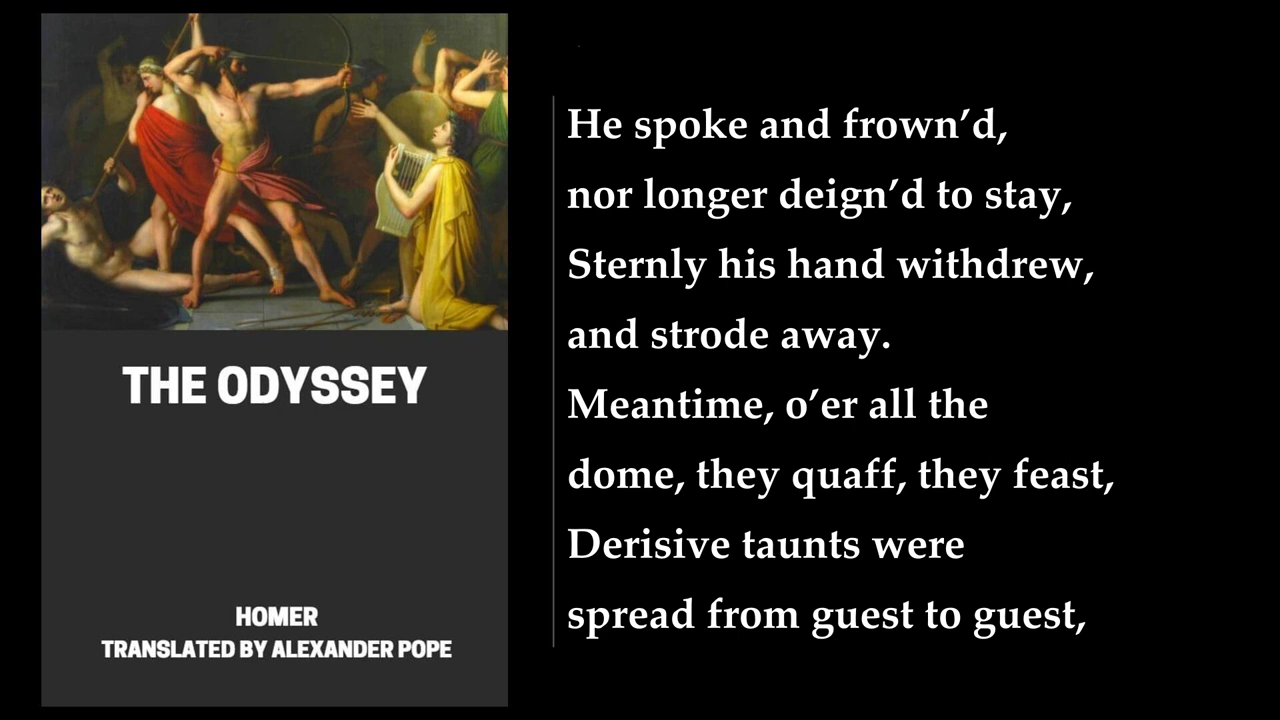 THE ODYSSEY
HOMER
TRANSLATED BY ALEXANDER POPE
He spoke and frown’d,
nor longer deign’d to stay,
Sternly his hand withdrew,
and strode away.
Meantime, o’er all the
dome, they quaff, they feast,
Derisive taunts were
spread from guest to guest,